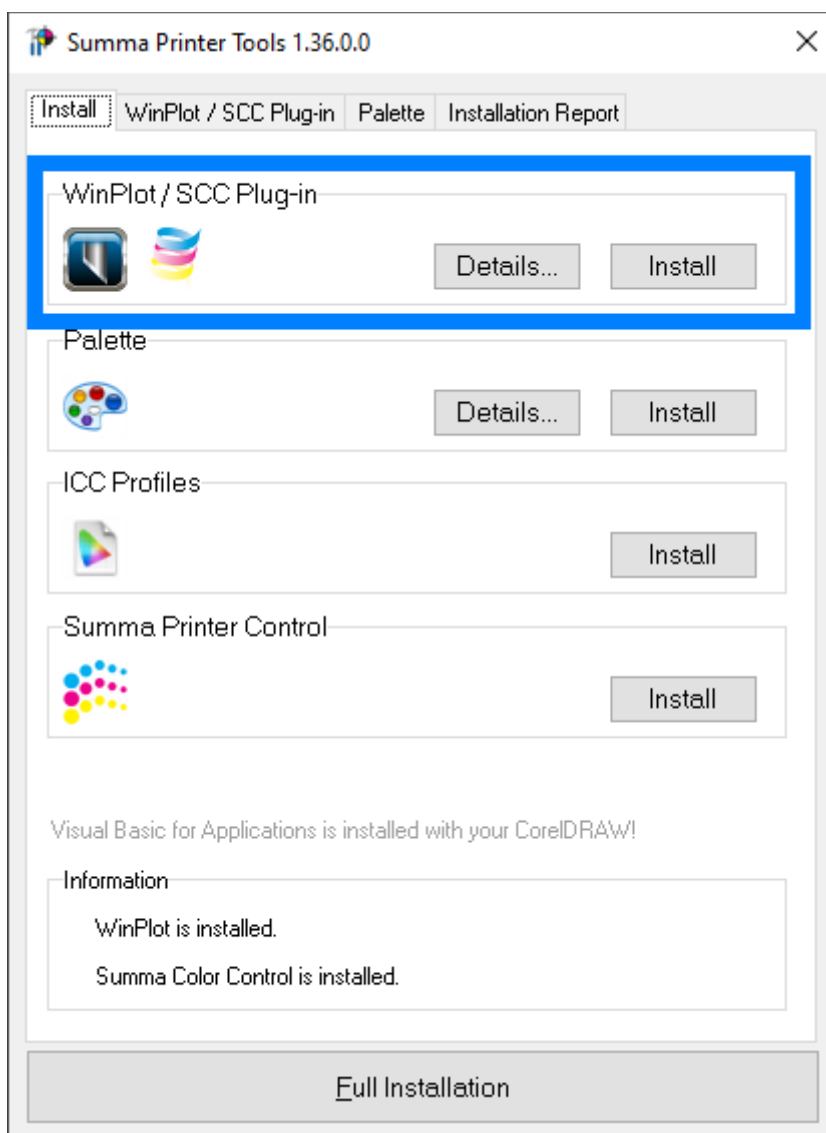 Summa Printer Tools 1.36.0.0
Install WinPlot / SCC Plug-in Palette Installation Report
WinPlot / SCC Plug-in
Details... Install
Palette
Details... Install
ICC Profiles
Install
Summa Printer Control
Install
Visual Basic for Applications is installed with your CorelDRAW!
Information
WinPlot is installed.
Summa Color Control is installed.
Full Installation